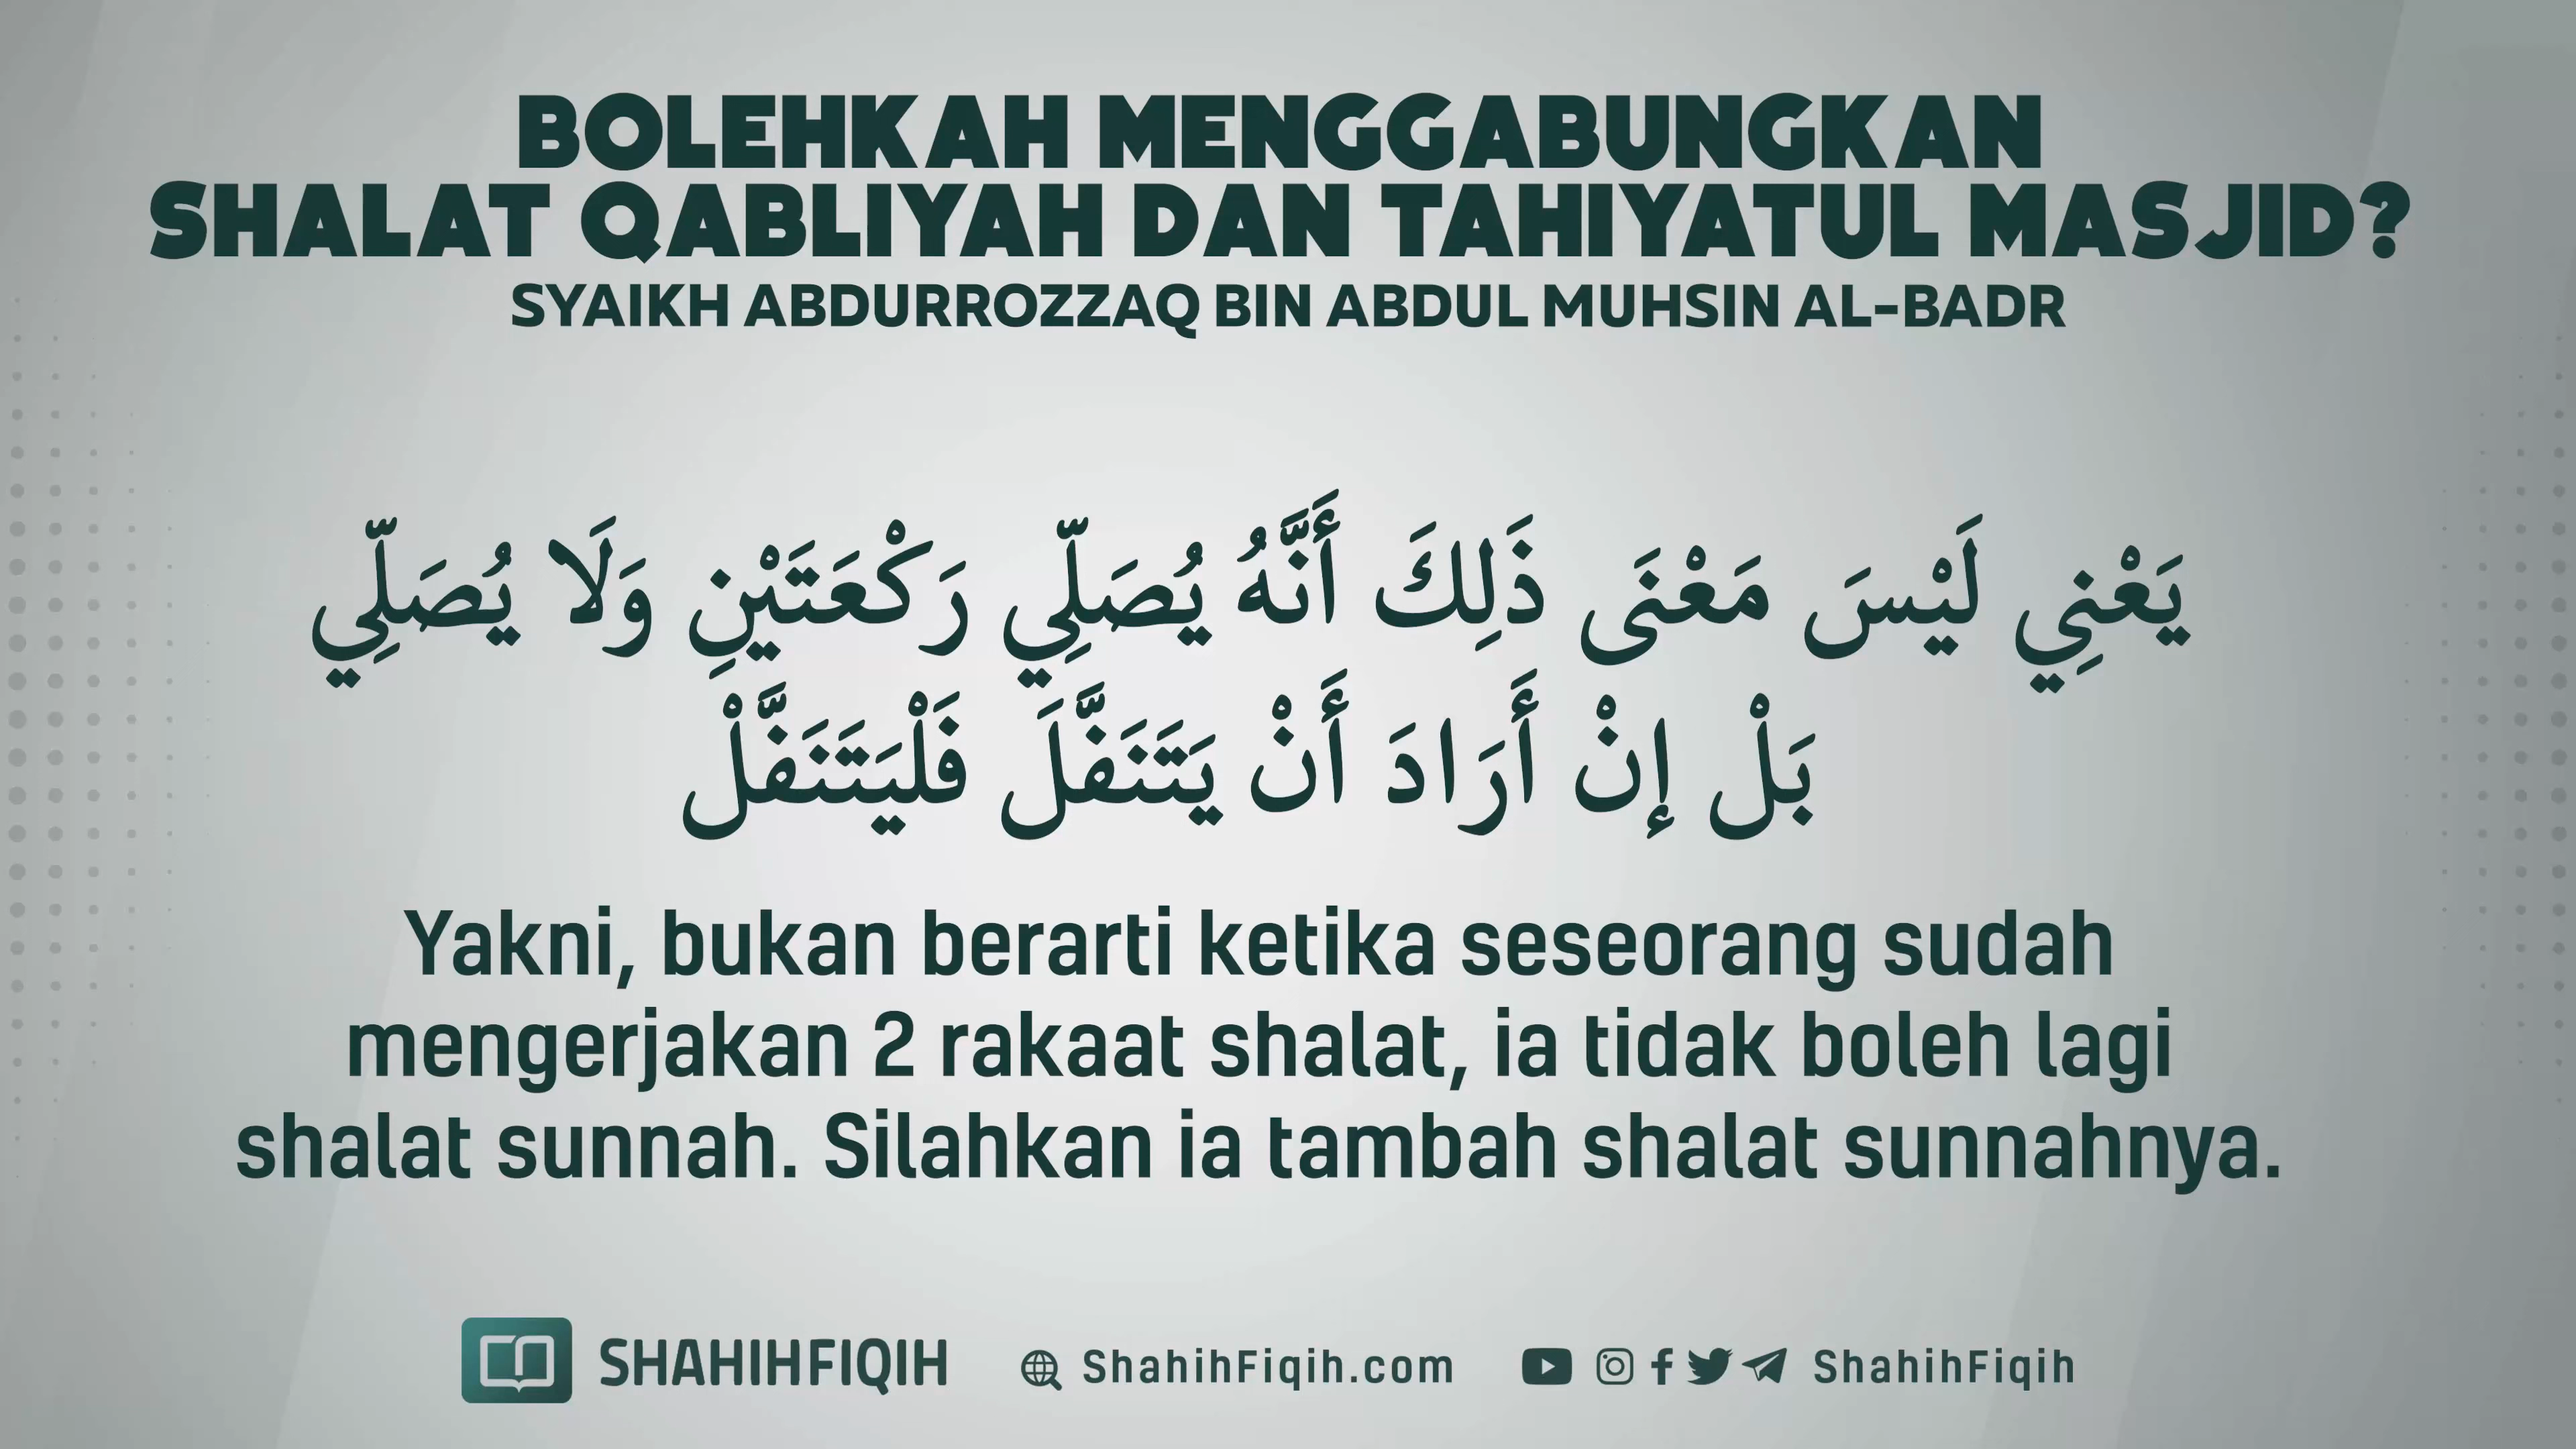 BOLEHKAH MENGGABUNGKAN
SHALAT QABLIYAH DAN TAHIYATUL MASJID?
SYAIKH ABDURROZZAQ BIN ABDUL MUHSIN AL-BADR
يَعْنِي لَيْسَ مَعْنَى ذَلِكَ أَنَّهُ يُصَلِّي رَكْعَتَيْنِ وَلَا يُصَلِّي
بَلْ إِنْ أَرَادَ أَنْ يَتَنَفَّلَ فَلْيَتَنَفَّلْ
Yakni, bukan berarti ketika seseorang sudah
mengerjakan 2 rakaat shalat, ia tidak boleh lagi
shalat sunnah. Silahkan ia tambah shalat sunnahnya.
SHAHIHFIQIH ShahihFiqih.com ShahihFiqih